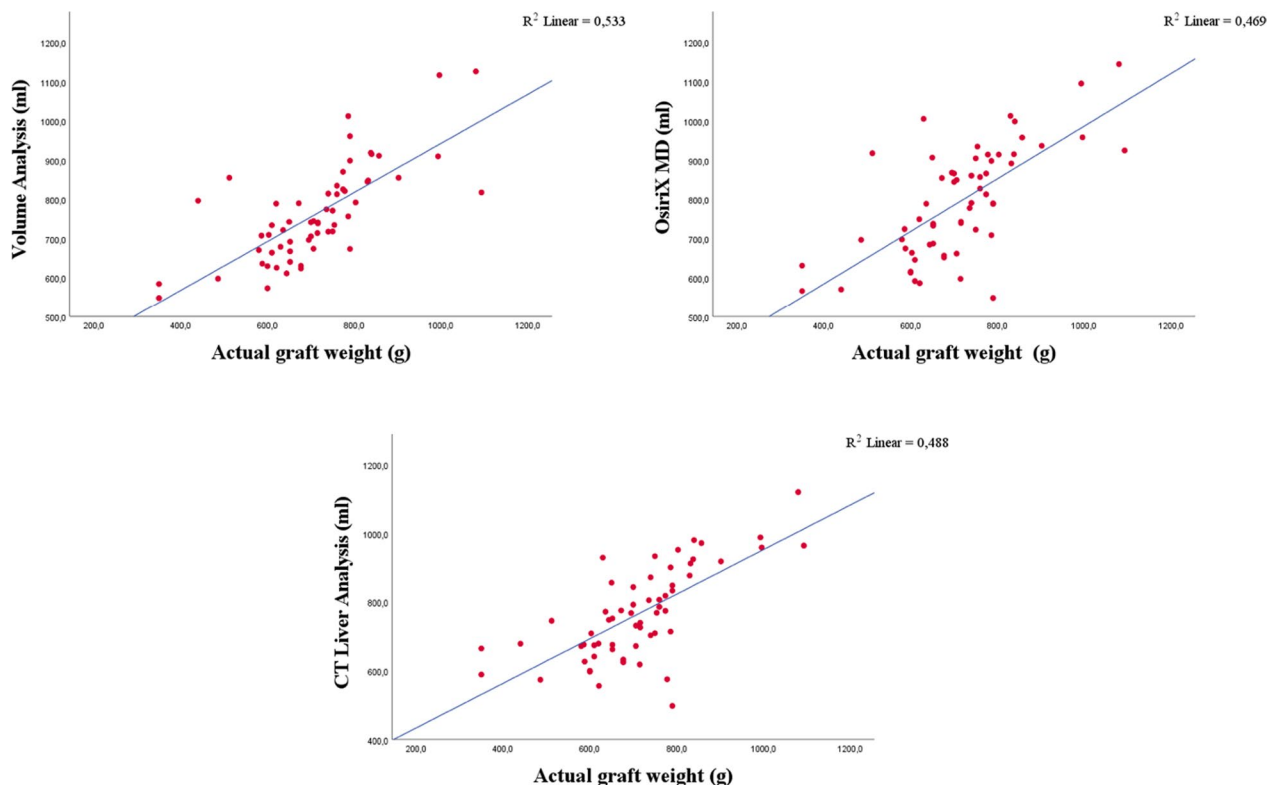 R² Linear = 0,533
1200,0
1100,0
1000,0
900,0
800,0
700,0
600,0
500,0
Volume Analysis (ml)
200,0 400,0 600,0 800,0 1000,0 1200,0
Actual graft weight (g)
R² Linear = 0,469
1200,0
1100,0
1000,0
900,0
800,0
700,0
600,0
500,0
OsiriX MD (ml)
200,0 400,0 600,0 800,0 1000,0 1200,0
Actual graft weight (g)
R² Linear = 0,488
1200,0
1000,0
800,0
600,0
400,0
CT Liver Analysis (ml)
200,0 400,0 600,0 800,0 1000,0 1200,0
Actual graft weight (g)